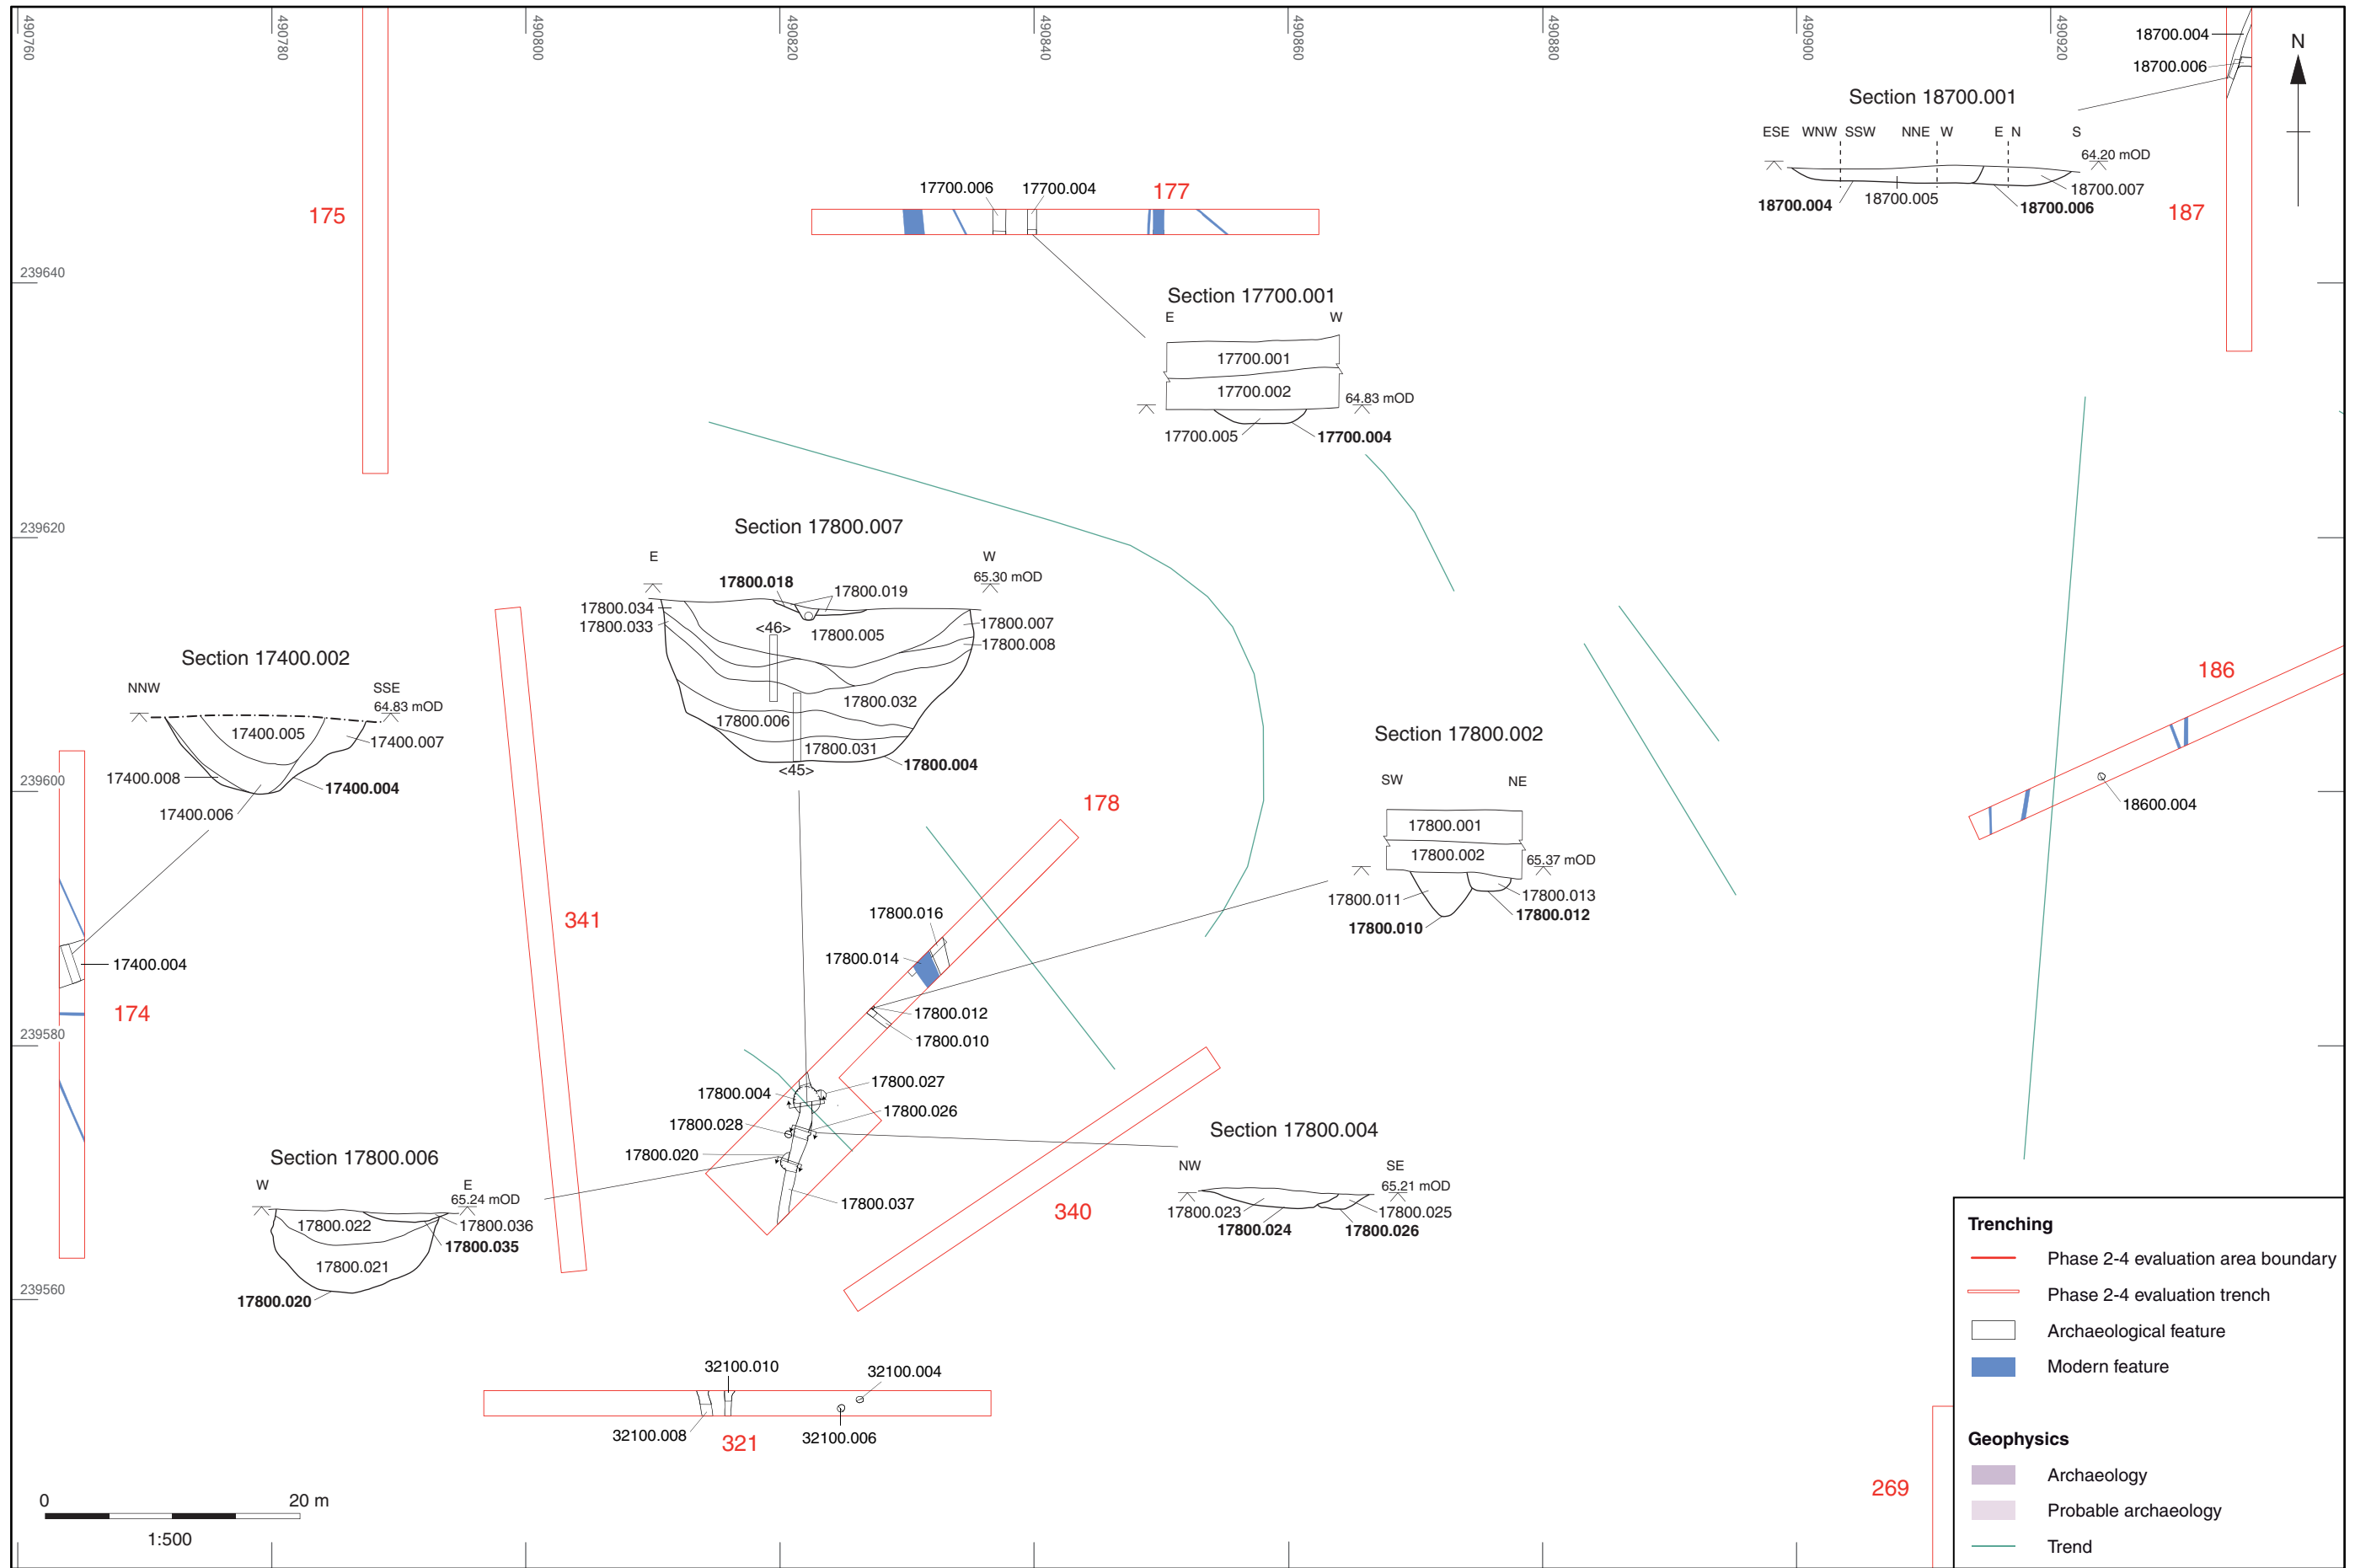 490760
490780
490800
490820
490840
490860
490880
490900
490920
18700.004
18700.006
N
Section 18700.001
ESE WNW SSW NNE W E N S
64.20 mOD
18700.007
18700.005
18700.004
18700.006
187
175
17700.006
17700.004
177
239640
Section 17700.001
E W
17700.001
17700.002
64.83 mOD
17700.005
17700.004
239620
Section 17800.007
E W
65.30 mOD
17800.018
17800.019
17800.034
17800.033
<46>
17800.005
17800.007
17800.008
17800.032
17800.006
17800.031
17800.004
<45>
Section 17400.002
NNW SSE
64.83 mOD
17400.005
17400.007
17400.008
17400.004
17400.006
186
18600.004
Section 17800.002
SW NE
17800.001
17800.002
65.37 mOD
17800.011
17800.013
17800.012
17800.010
239600
178
341
17800.016
17800.014
17400.004
174
17800.012
17800.010
239580
17800.004
17800.027
17800.026
17800.028
17800.020
17800.037
Section 17800.004
NW SE
65.21 mOD
17800.023
17800.025
17800.024
17800.026
340
Section 17800.006
W E
65.24 mOD
17800.022
17800.036
17800.035
17800.021
17800.020
239560
32100.010
32100.004
32100.008
32100.006
321
269
0 20 m
1:500
Trenching
Phase 2-4 evaluation area boundary
Phase 2-4 evaluation trench
Archaeological feature
Modern feature
Geophysics
Archaeology
Probable archaeology
Trend